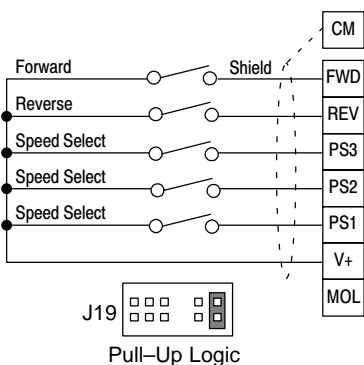 CM
Forward
Shield
FWD
Reverse
REV
Speed Select
PS3
Speed Select
PS2
Speed Select
PS1
V+
MOL
J19
Pull–Up Logic